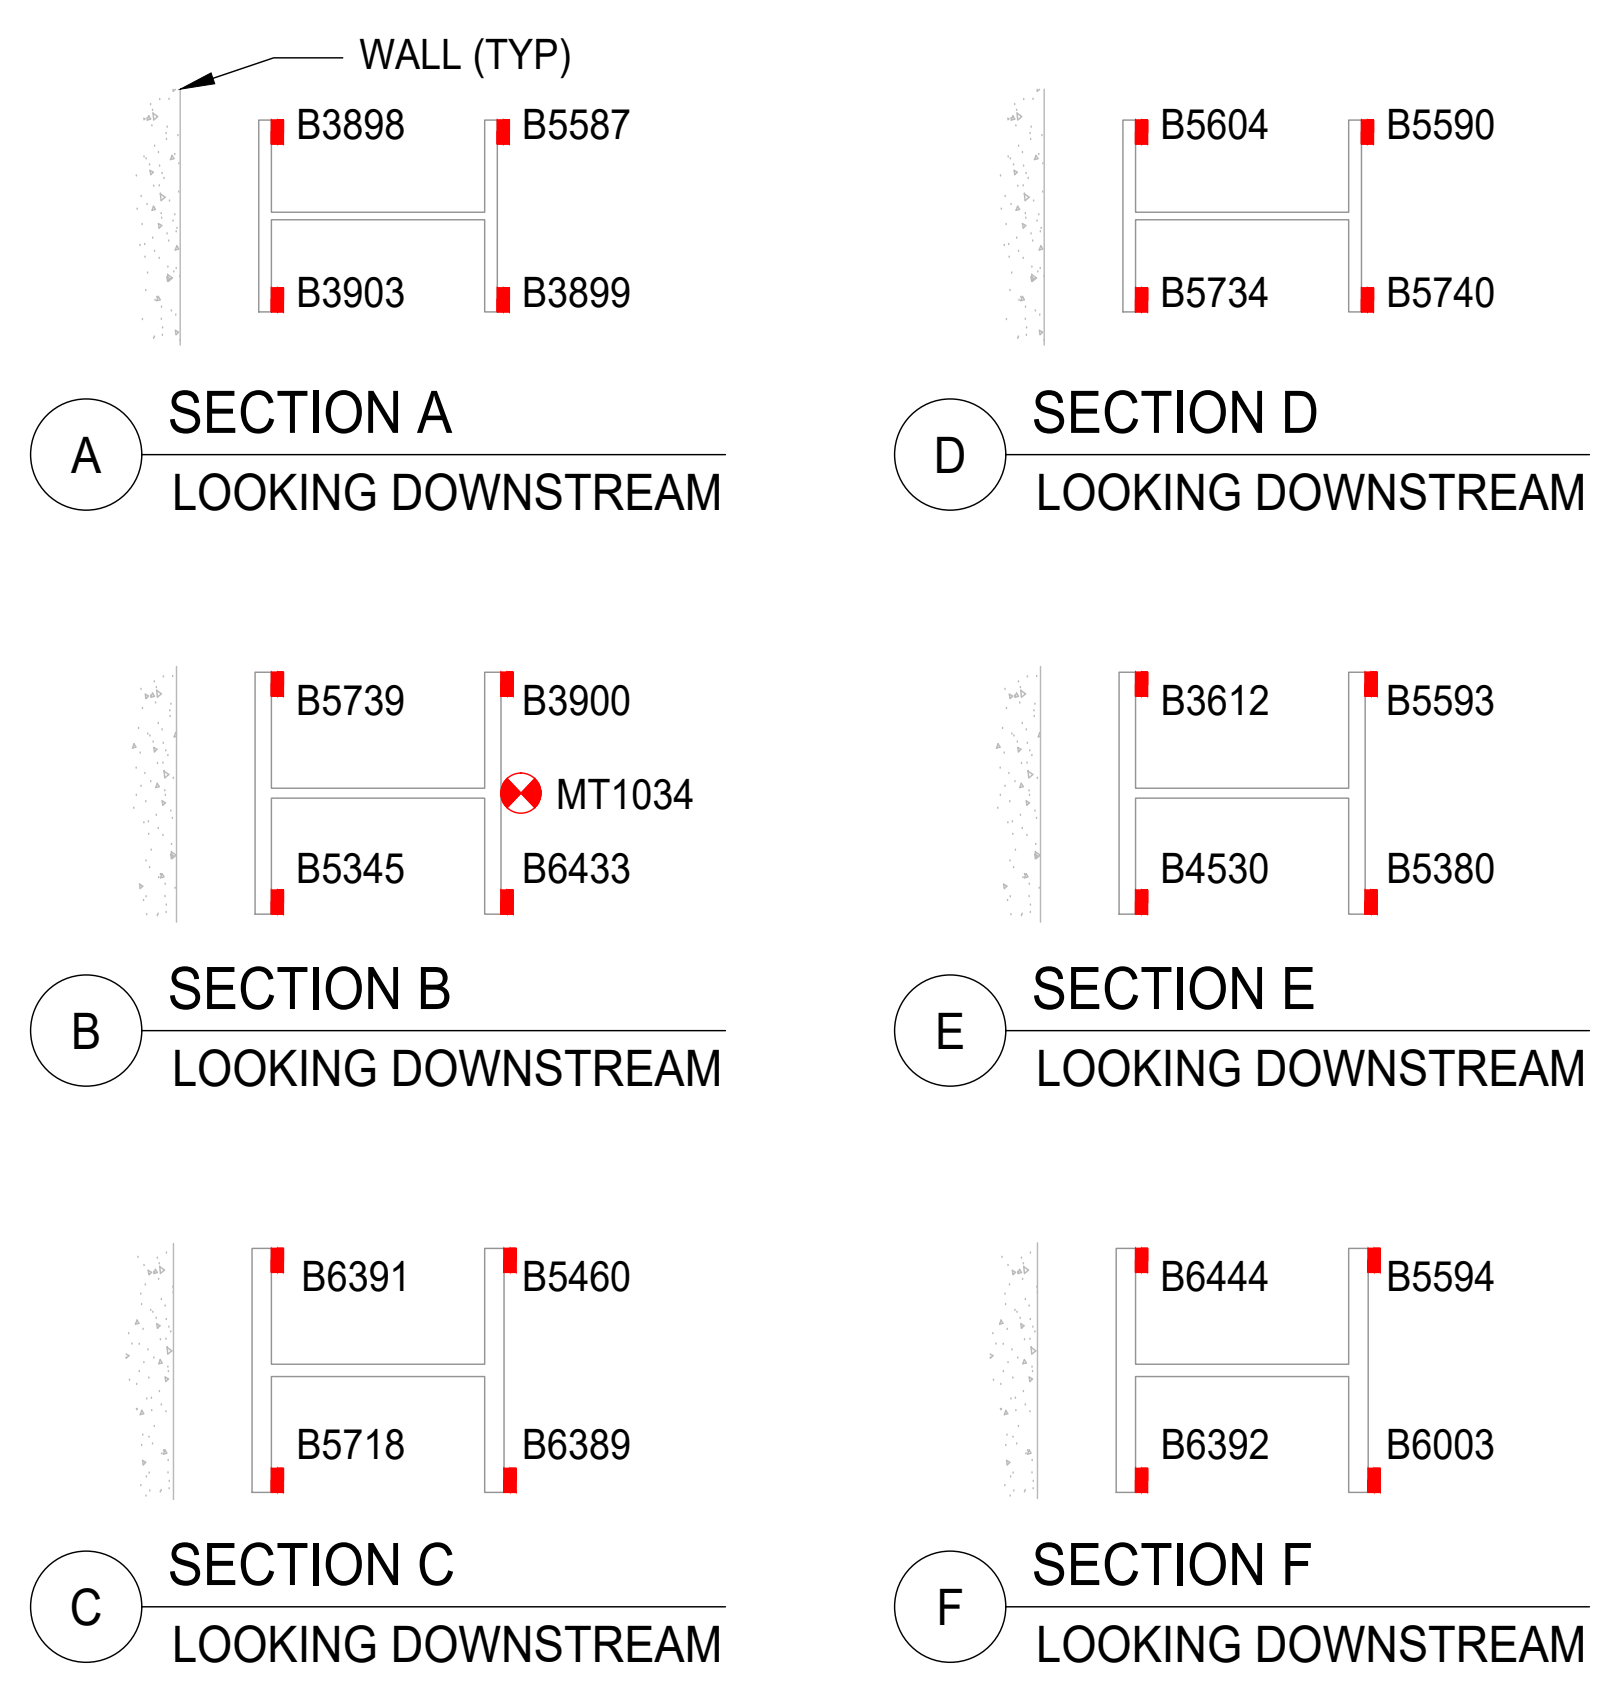 WALL (TYP)
B3898 B5587
B3903 B3899
A
SECTION A
LOOKING DOWNSTREAM
B5604 B5590
B5734 B5740
D
SECTION D
LOOKING DOWNSTREAM
B5739 B3900
MT1034
B5345 B6433
B
SECTION B
LOOKING DOWNSTREAM
B3612 B5593
B4530 B5380
E
SECTION E
LOOKING DOWNSTREAM
B6391 B5460
B5718 B6389
C
SECTION C
LOOKING DOWNSTREAM
B6444 B5594
B6392 B6003
F
SECTION F
LOOKING DOWNSTREAM